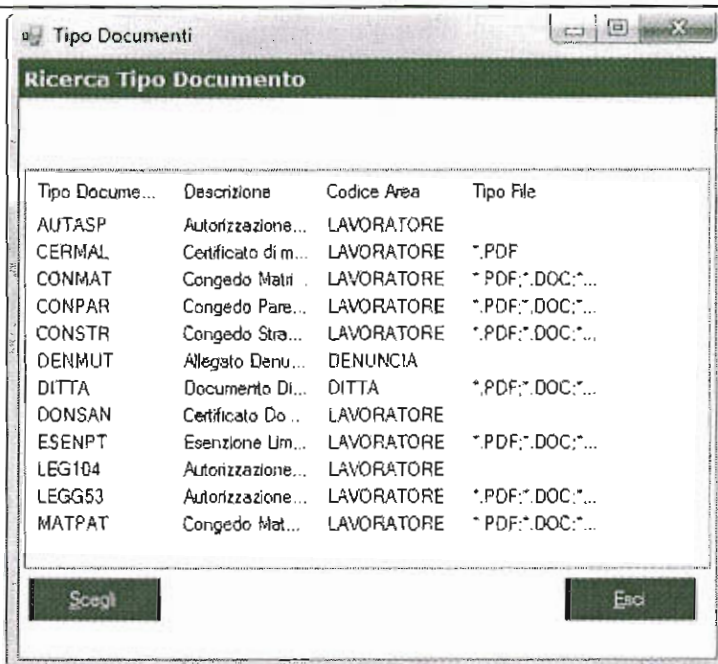 Tipo Documenti
Ricerca Tipo Documento
Tipo Docume... Descrizione Codice Area Tipo File
AUTASP Autorizzazione... LAVORATORE
CERMAL Certificato di m... LAVORATORE *.PDF
CONMAT Congedo Matri... LAVORATORE *.PDF;*.DOC;*...
CONPAR Congedo Pare... LAVORATORE *.PDF;*.DOC;*...
CONSTR Congedo Stra... LAVORATORE *.PDF;*.DOC;*...
DENMUT Allegato Denu... DENUNCIA
DITTA Documento Di... DITTA *.PDF;*.DOC;*...
DONSAN Certificato Do... LAVORATORE
ESENPT Esenzione Lim... LAVORATORE *.PDF;*.DOC;*...
LEG104 Autorizzazione... LAVORATORE
LEGG53 Autorizzazione... LAVORATORE *.PDF;*.DOC;*...
MATPAT Congedo Mat... LAVORATORE *.PDF;*.DOC;*...
Scegli Esci